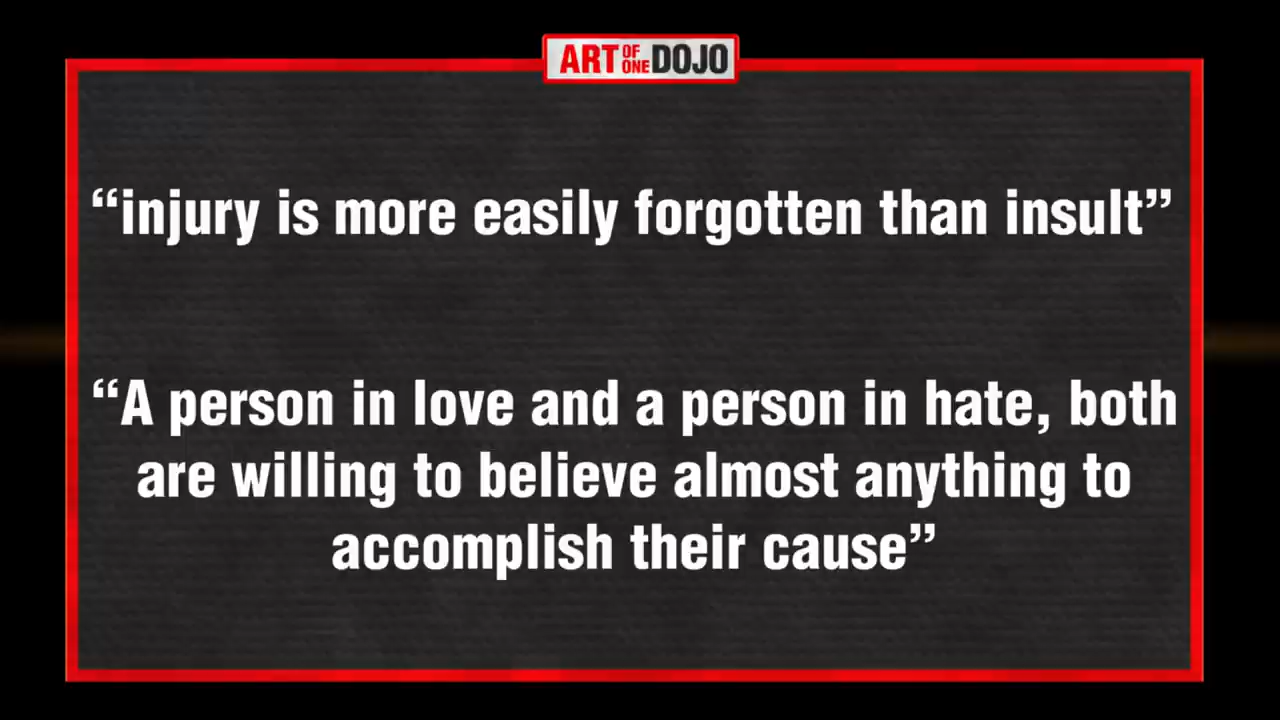 ART OF ONE DOJO
“injury is more easily forgotten than insult”
“A person in love and a person in hate, both
are willing to believe almost anything to
accomplish their cause”